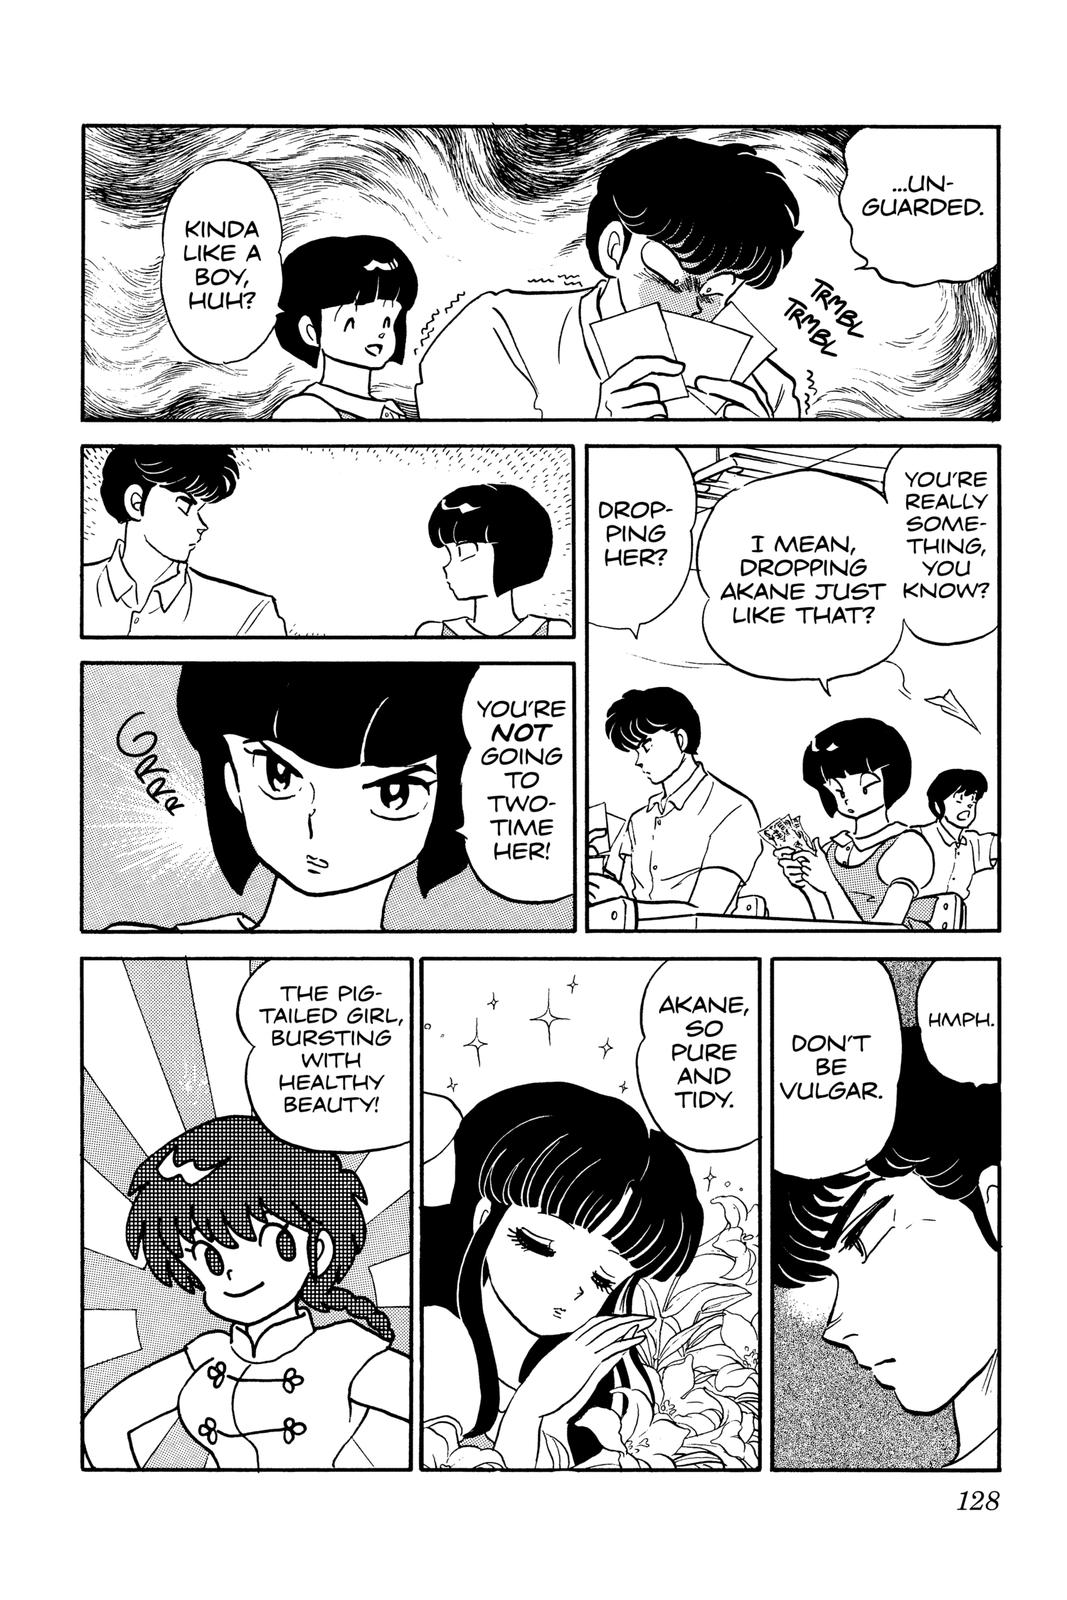 ...UN-
GUARDED.
TRMBL
TRMBL
KINDA
LIKE A
BOY,
HUH?
YOU'RE
REALLY
SOME-
THING,
YOU
KNOW?
I MEAN,
DROPPING
AKANE JUST
LIKE THAT?
DROP-
PING
HER?
YOU'RE
NOT
GOING
TO
TWO-
TIME
HER!
GRRRR
HMPH.
DON'T
BE
VULGAR.
AKANE,
SO
PURE
AND
TIDY.
THE PIG-
TAILED GIRL,
BURSTING
WITH
HEALTHY
BEAUTY!
128